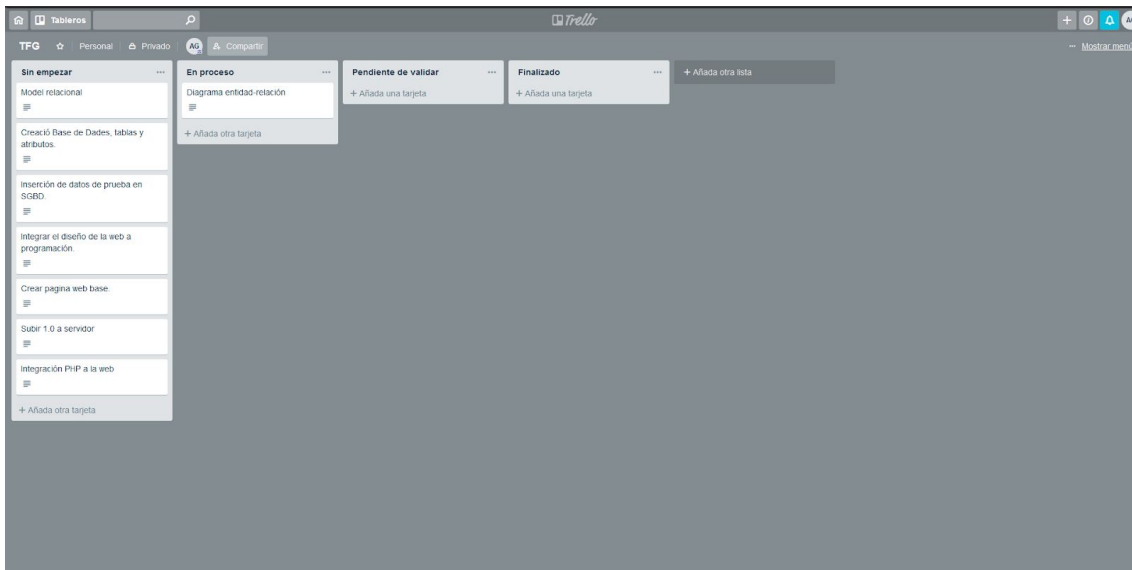 Tableros
Trello
TFG
Personal
Privado
AG
Compartir
Mostrar menú
Sin empezar
Model relacional
Creació Base de Dades, tablas y
atributos.
Inserción de datos de prueba en
SGBD.
Integrar el diseño de la web a
programación.
Crear pagina web base.
Subir 1.0 a servidor
Integración PHP a la web
+ Añada otra tarjeta
En proceso
Diagrama entidad-relación
+ Añada otra tarjeta
Pendiente de validar
+ Añada una tarjeta
Finalizado
+ Añada una tarjeta
+ Añada otra lista